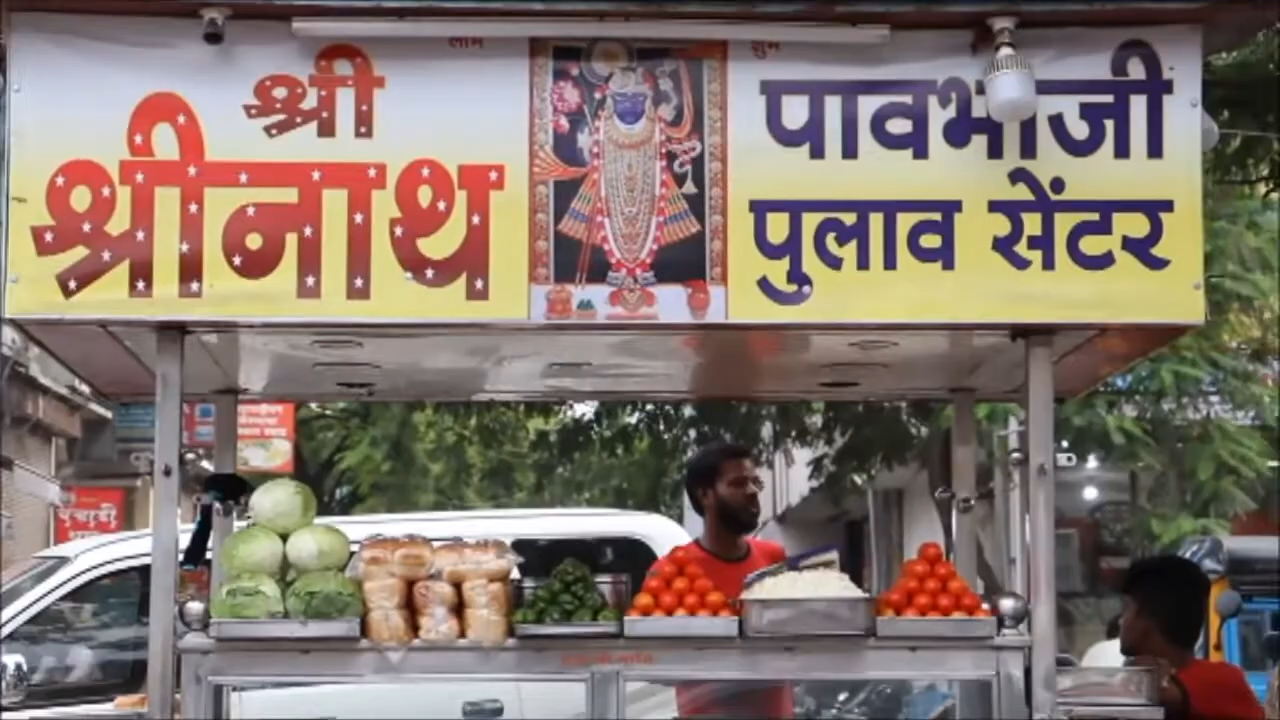 लाभ
शुभ
श्री
श्रीनाथ
पावभाजी
पुलाव सेंटर